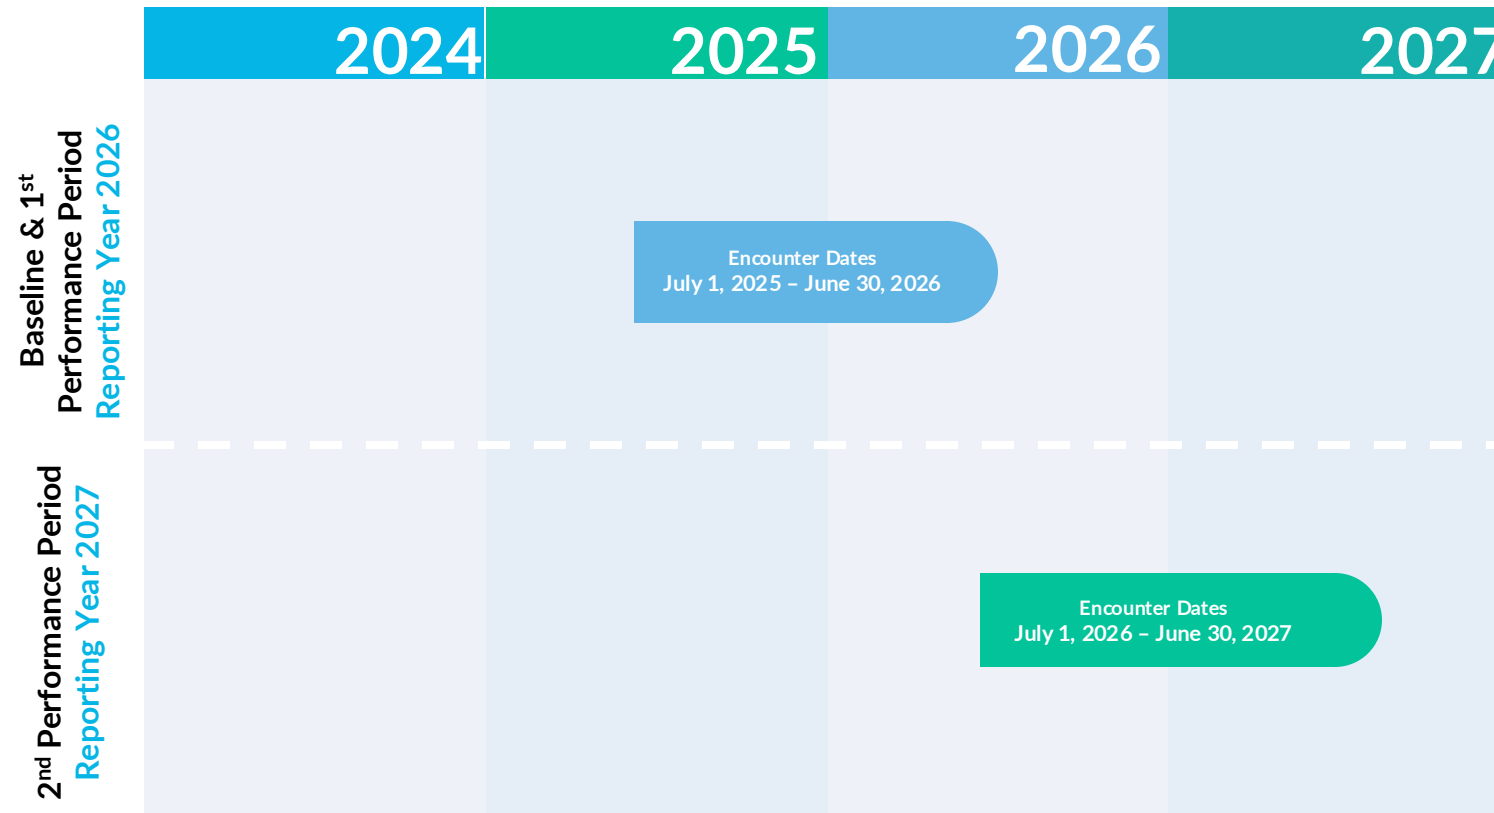 2024
2025
2026
2027
Baseline & 1st
Performance Period
Reporting Year 2026
Encounter Dates
July 1, 2025 – June 30, 2026
2nd Performance Period
Reporting Year 2027
Encounter Dates
July 1, 2026 – June 30, 2027